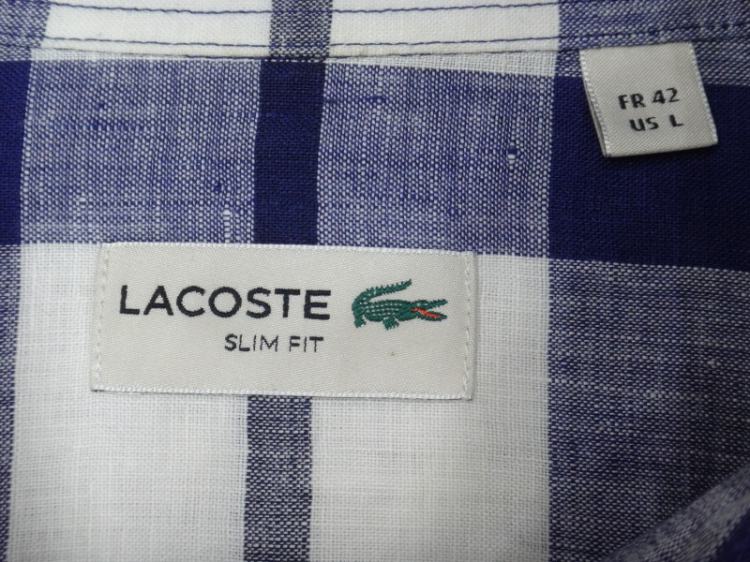 FR 42
US L
LACOSTE
SLIM FIT